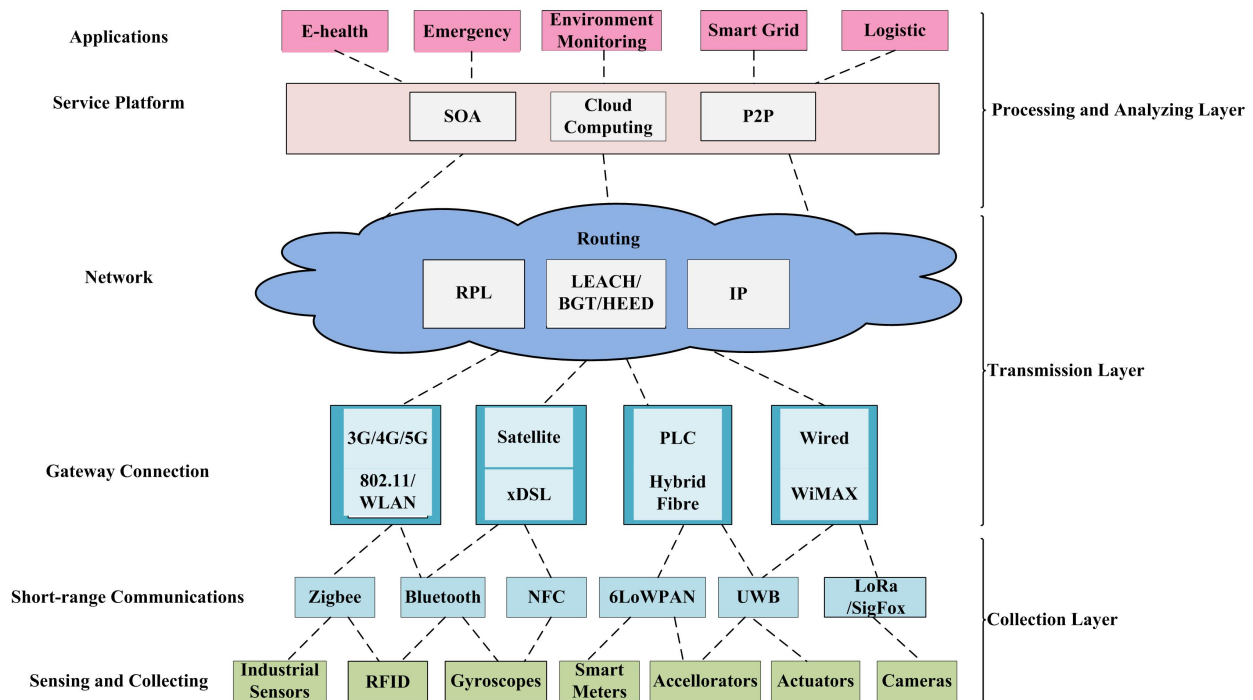 Applications
E-health
Emergency
Environment
Monitoring
Smart Grid
Logistic
Service Platform
SOA
Cloud
Computing
P2P
Processing and Analyzing Layer
Network
Routing
RPL
LEACH/
BGT/HEED
IP
Transmission Layer
Gateway Connection
3G/4G/5G
802.11/
WLAN
Satellite
xDSL
PLC
Hybrid
Fibre
Wired
WiMAX
Short-range Communications
Zigbee
Bluetooth
NFC
6LoWPAN
UWB
LoRa
/SigFox
Collection Layer
Sensing and Collecting
Industrial
Sensors
RFID
Gyroscopes
Smart
Meters
Accellorators
Actuators
Cameras